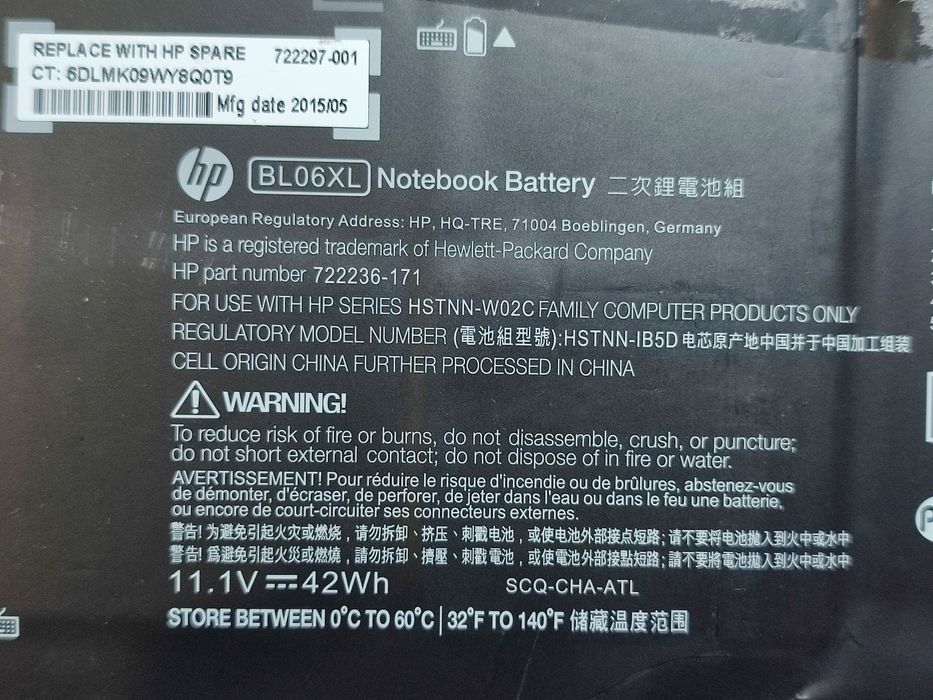 REPLACE WITH HP SPARE 722297-001
CT: 6DLMK09WY8Q0T9
Mfg date 2015/05
hp BL06XL Notebook Battery 二次鋰電池組
European Regulatory Address: HP, HQ-TRE, 71004 Boeblingen, Germany
HP is a registered trademark of Hewlett-Packard Company
HP part number 722236-171
FOR USE WITH HP SERIES HSTNN-W02C FAMILY COMPUTER PRODUCTS ONLY
REGULATORY MODEL NUMBER (電池組型號):HSTNN-IB5D 电芯原产地中国并于中国加工组装
CELL ORIGIN CHINA FURTHER PROCESSED IN CHINA
WARNING!
To reduce risk of fire or burns, do not disassemble, crush, or puncture;
do not short external contact; do not dispose of in fire or water.
AVERTISSEMENT! Pour réduire le risque d'incendie ou de brûlures, abstenez-vous
de démonter, d'écraser, de perforer, de jeter dans l'eau ou dans le feu une batterie,
ou encore de court-circuiter ses connecteurs externes.
警告! 为避免引起火灾或燃烧，请勿拆卸、挤压、刺戳电池，或使电池外部接点短路; 请不要将电池抛入到火中或水中
警告! 爲避免引起火災或燃燒，請勿拆卸、擠壓、刺戳電池，或使電池外部接點短路; 請不要將電池拋入到火中或水中
11.1V ⎓ 42Wh SCQ-CHA-ATL
STORE BETWEEN 0°C TO 60°C | 32°F TO 140°F 储藏温度范围